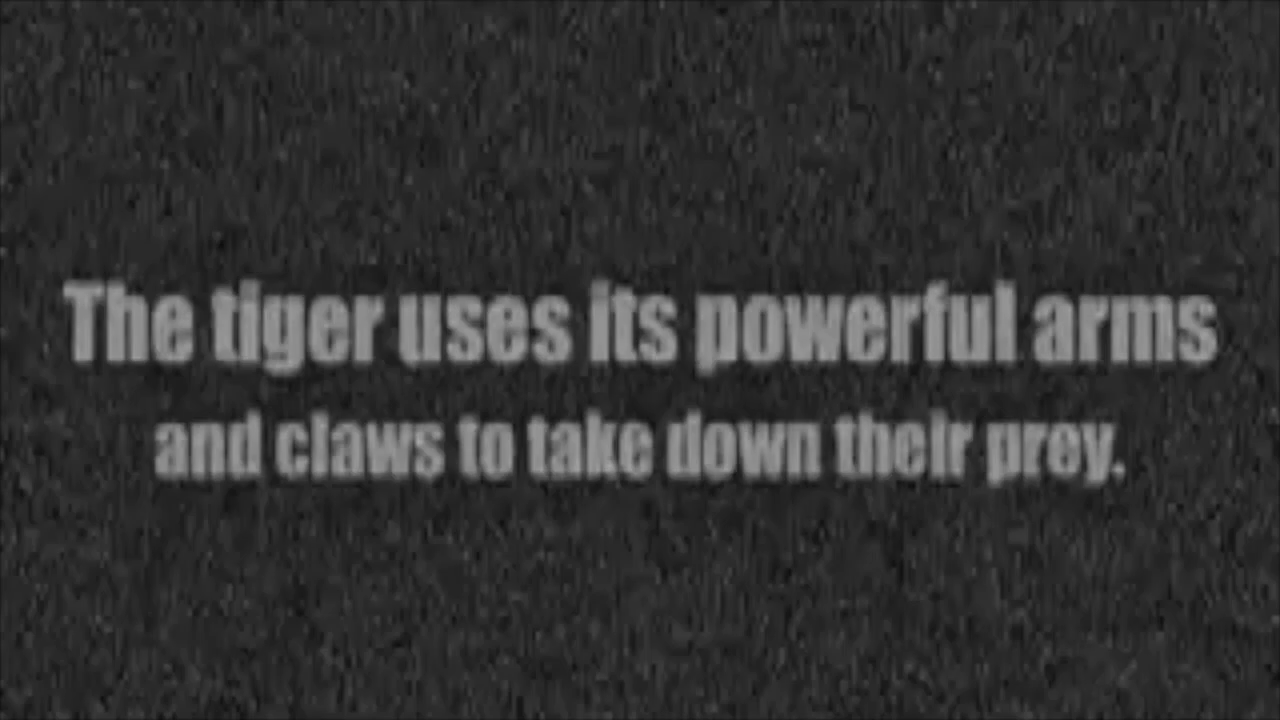 The tiger uses its powerful arms
and claws to take down their prey.